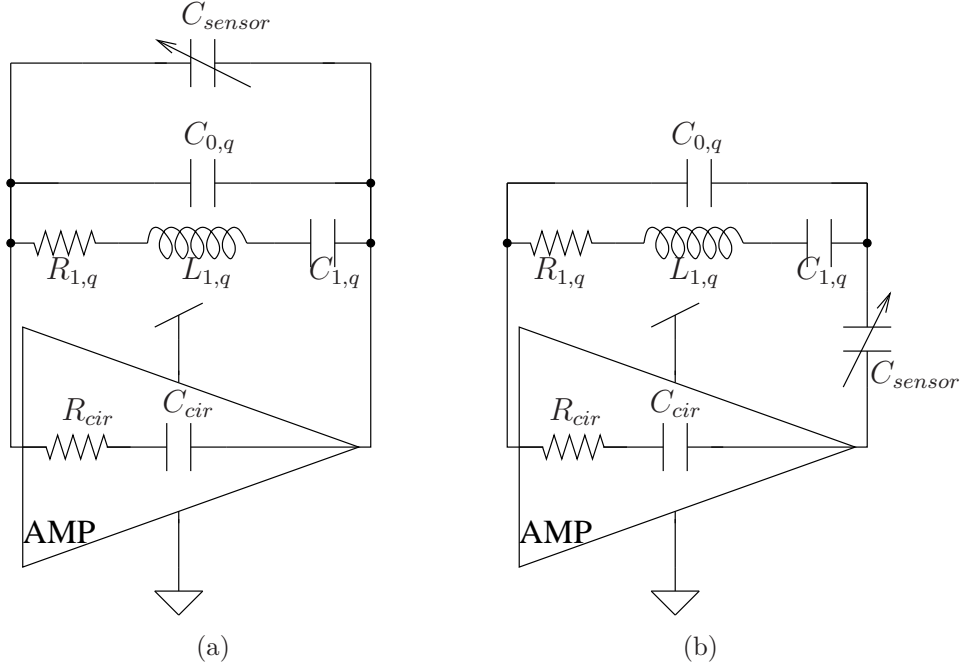 C_{sensor}
C_{0,q}
R_{1,q} L_{1,q} C_{1,q}
R_{cir} C_{cir}
AMP
(a)
C_{0,q}
R_{1,q} L_{1,q} C_{1,q}
C_{sensor}
R_{cir} C_{cir}
AMP
(b)